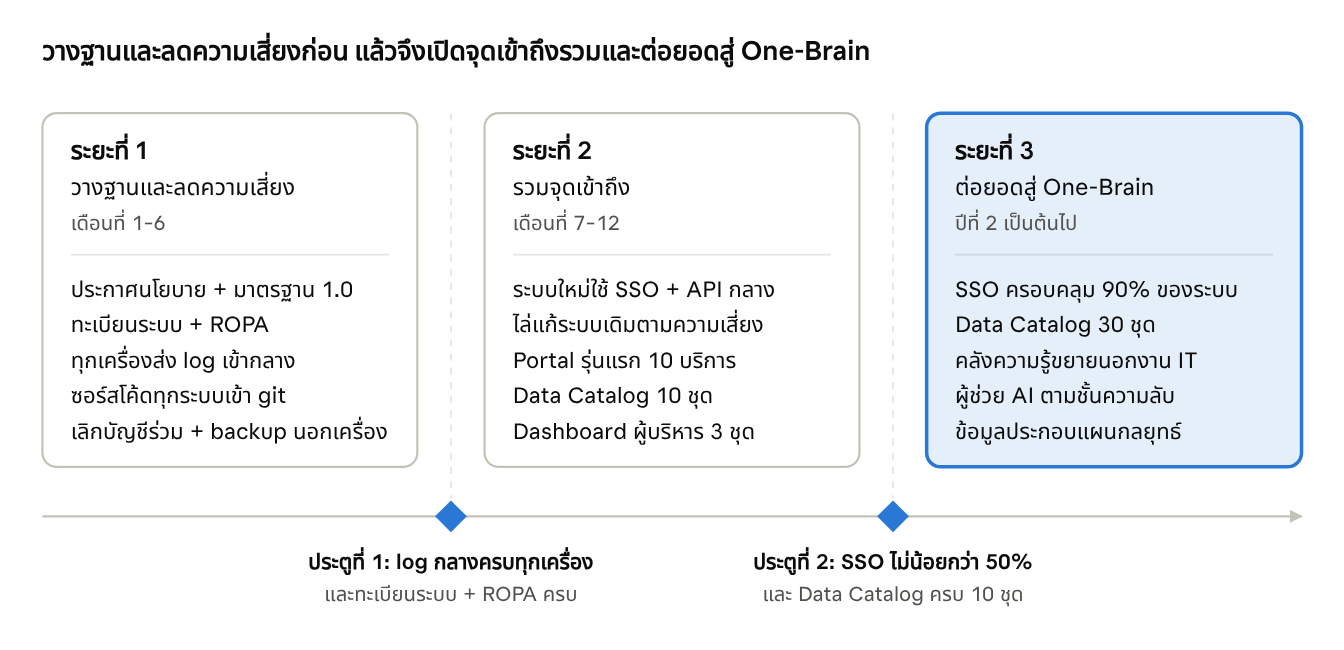 วางฐานและลดความเสี่ยงก่อน แล้วจึงเปิดจุดเข้าถึงรวมและต่อยอดสู่ One-Brain
ระยะที่ 1
วางฐานและลดความเสี่ยง
เดือนที่ 1–6
ประกาศนโยบาย + มาตรฐาน 1.0
ทะเบียนระบบ + ROPA
ทุกเครื่องส่ง log เข้ากลาง
ซอร์สโค้ดทุกระบบเข้า git
เลิกบัญชีร่วม + backup นอกเครื่อง
ระยะที่ 2
รวมจุดเข้าถึง
เดือนที่ 7–12
ระบบใหม่ใช้ SSO + API กลาง
ไล่แก้ระบบเดิมตามความเสี่ยง
Portal รุ่นแรก 10 บริการ
Data Catalog 10 ชุด
Dashboard ผู้บริหาร 3 ชุด
ระยะที่ 3
ต่อยอดสู่ One-Brain
ปีที่ 2 เป็นต้นไป
SSO ครอบคลุม 90% ของระบบ
Data Catalog 30 ชุด
คลังความรู้ขยายนอกงาน IT
ผู้ช่วย AI ตามชั้นความลับ
ข้อมูลประกอบแผนกลยุทธ์
ประตูที่ 1: log กลางครบทุกเครื่อง
และทะเบียนระบบ + ROPA ครบ
ประตูที่ 2: SSO ไม่น้อยกว่า 50%
และ Data Catalog ครบ 10 ชุด